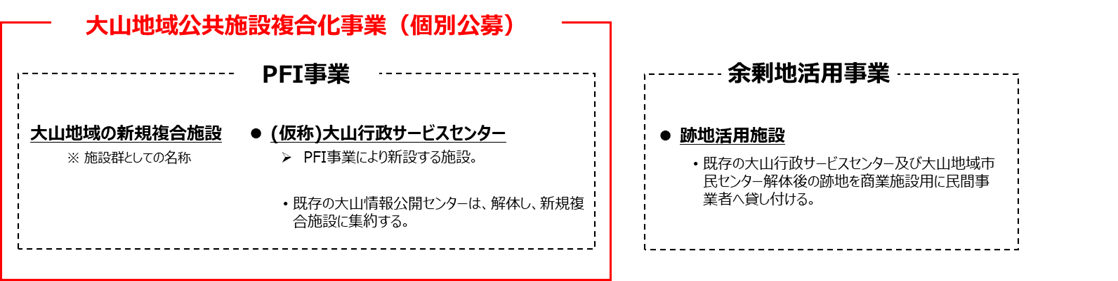 大山地域公共施設複合化事業（個別公募）
PFI事業
大山地域の新規複合施設
※ 施設群としての名称
● (仮称)大山行政サービスセンター
➢ PFI事業により新設する施設。
・既存の大山情報公開センターは、解体し、新規複
合施設に集約する。
余剰地活用事業
● 跡地活用施設
・既存の大山行政サービスセンター及び大山地域市
民センター解体後の跡地を商業施設用に民間事
業者へ貸し付ける。